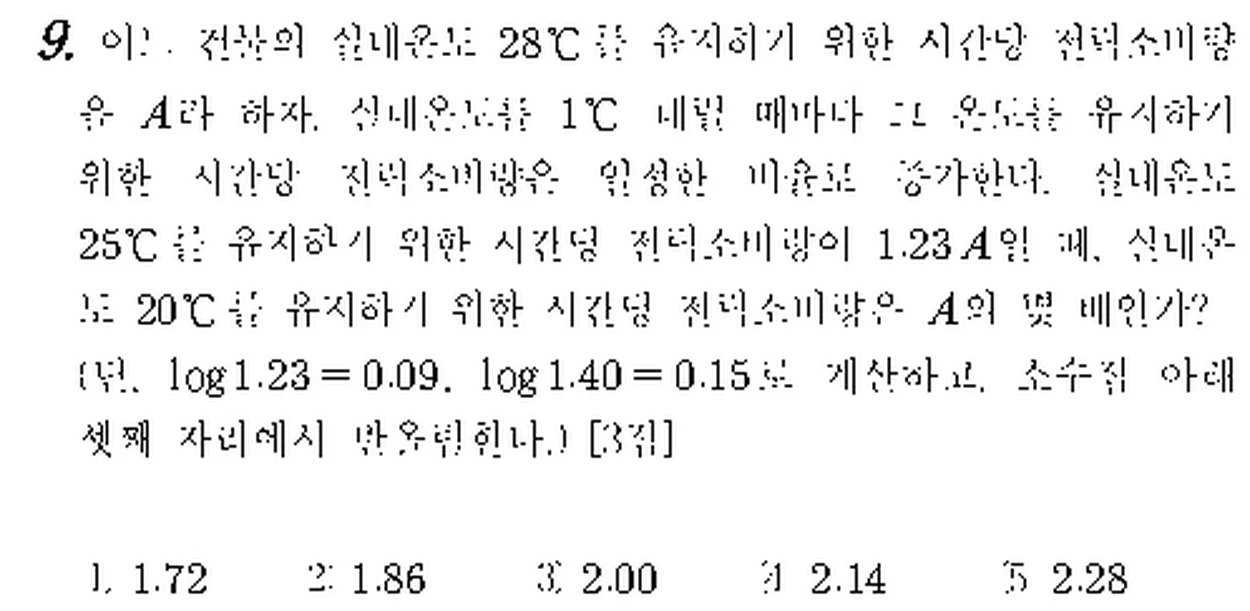 9. 어느 건물의 실내온도 28℃를 유지하기 위한 시간당 전력소비량
은 A라 하자. 실내온도를 1℃ 내릴 때마다 그 온도를 유지하기
위한 시간당 전력소비량은 일정한 비율로 증가한다. 실내온도
25℃를 유지하기 위한 시간당 전력소비량이 1.23A일 때, 실내온
도 20℃를 유지하기 위한 시간당 전력소비량은 A의 몇 배인가?
(단, log1.23=0.09, log1.40=0.15로 계산하고, 소수점 아래
셋째 자리에서 반올림한다.) [3점]
① 1.72 ② 1.86 ③ 2.00 ④ 2.14 ⑤ 2.28